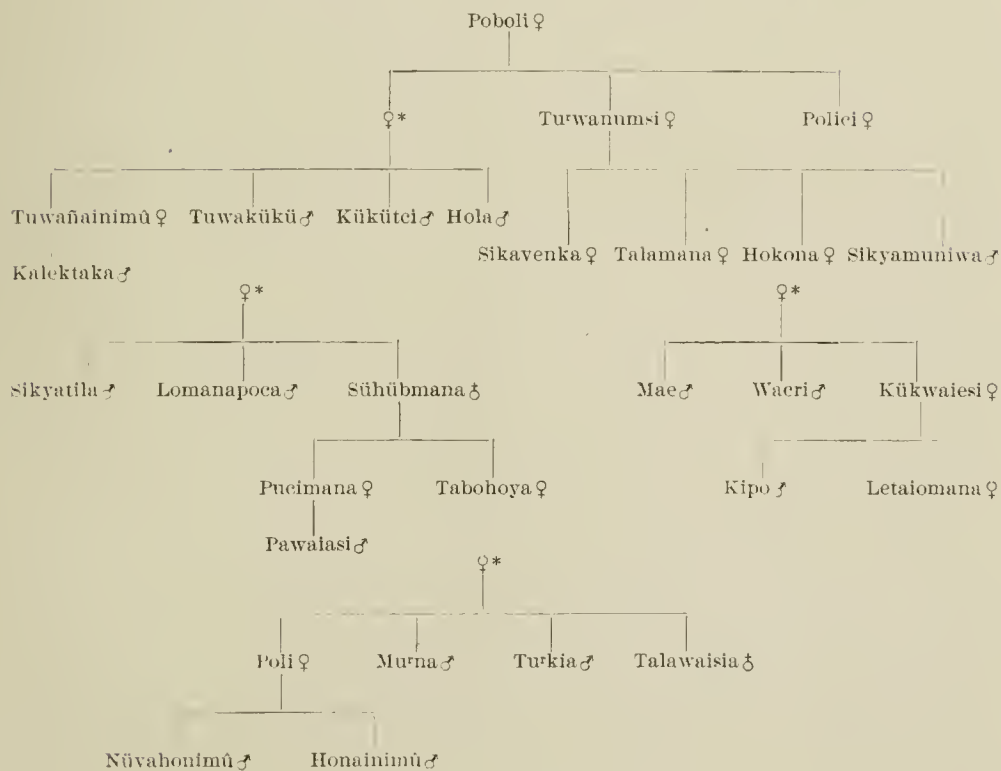 Poboli ♀
♀* Tuʳwanumsi ♀ Polici ♀
Tuwañainimû ♀ Tuwakükü ♂ Kükütci ♂ Hola ♂
Sikavenka ♀ Talamana ♀ Hokona ♀ Sikyamuniwa ♂
Kalektaka ♂
♀* ♀*
Sikyatila ♂ Lomanapoca ♂ Sühübmana ♁ Mae ♂ Wacri ♂ Kükwaiesi ♀
Pucimana ♀ Tabohoya ♀ Kipo ♂ Letaiomana ♀
Pawaiasi ♂
♀*
Poli ♀ Muʳna ♂ Tuʳkia ♂ Talawaisia ♁
Nüvahonimû ♂ Honainimû ♂